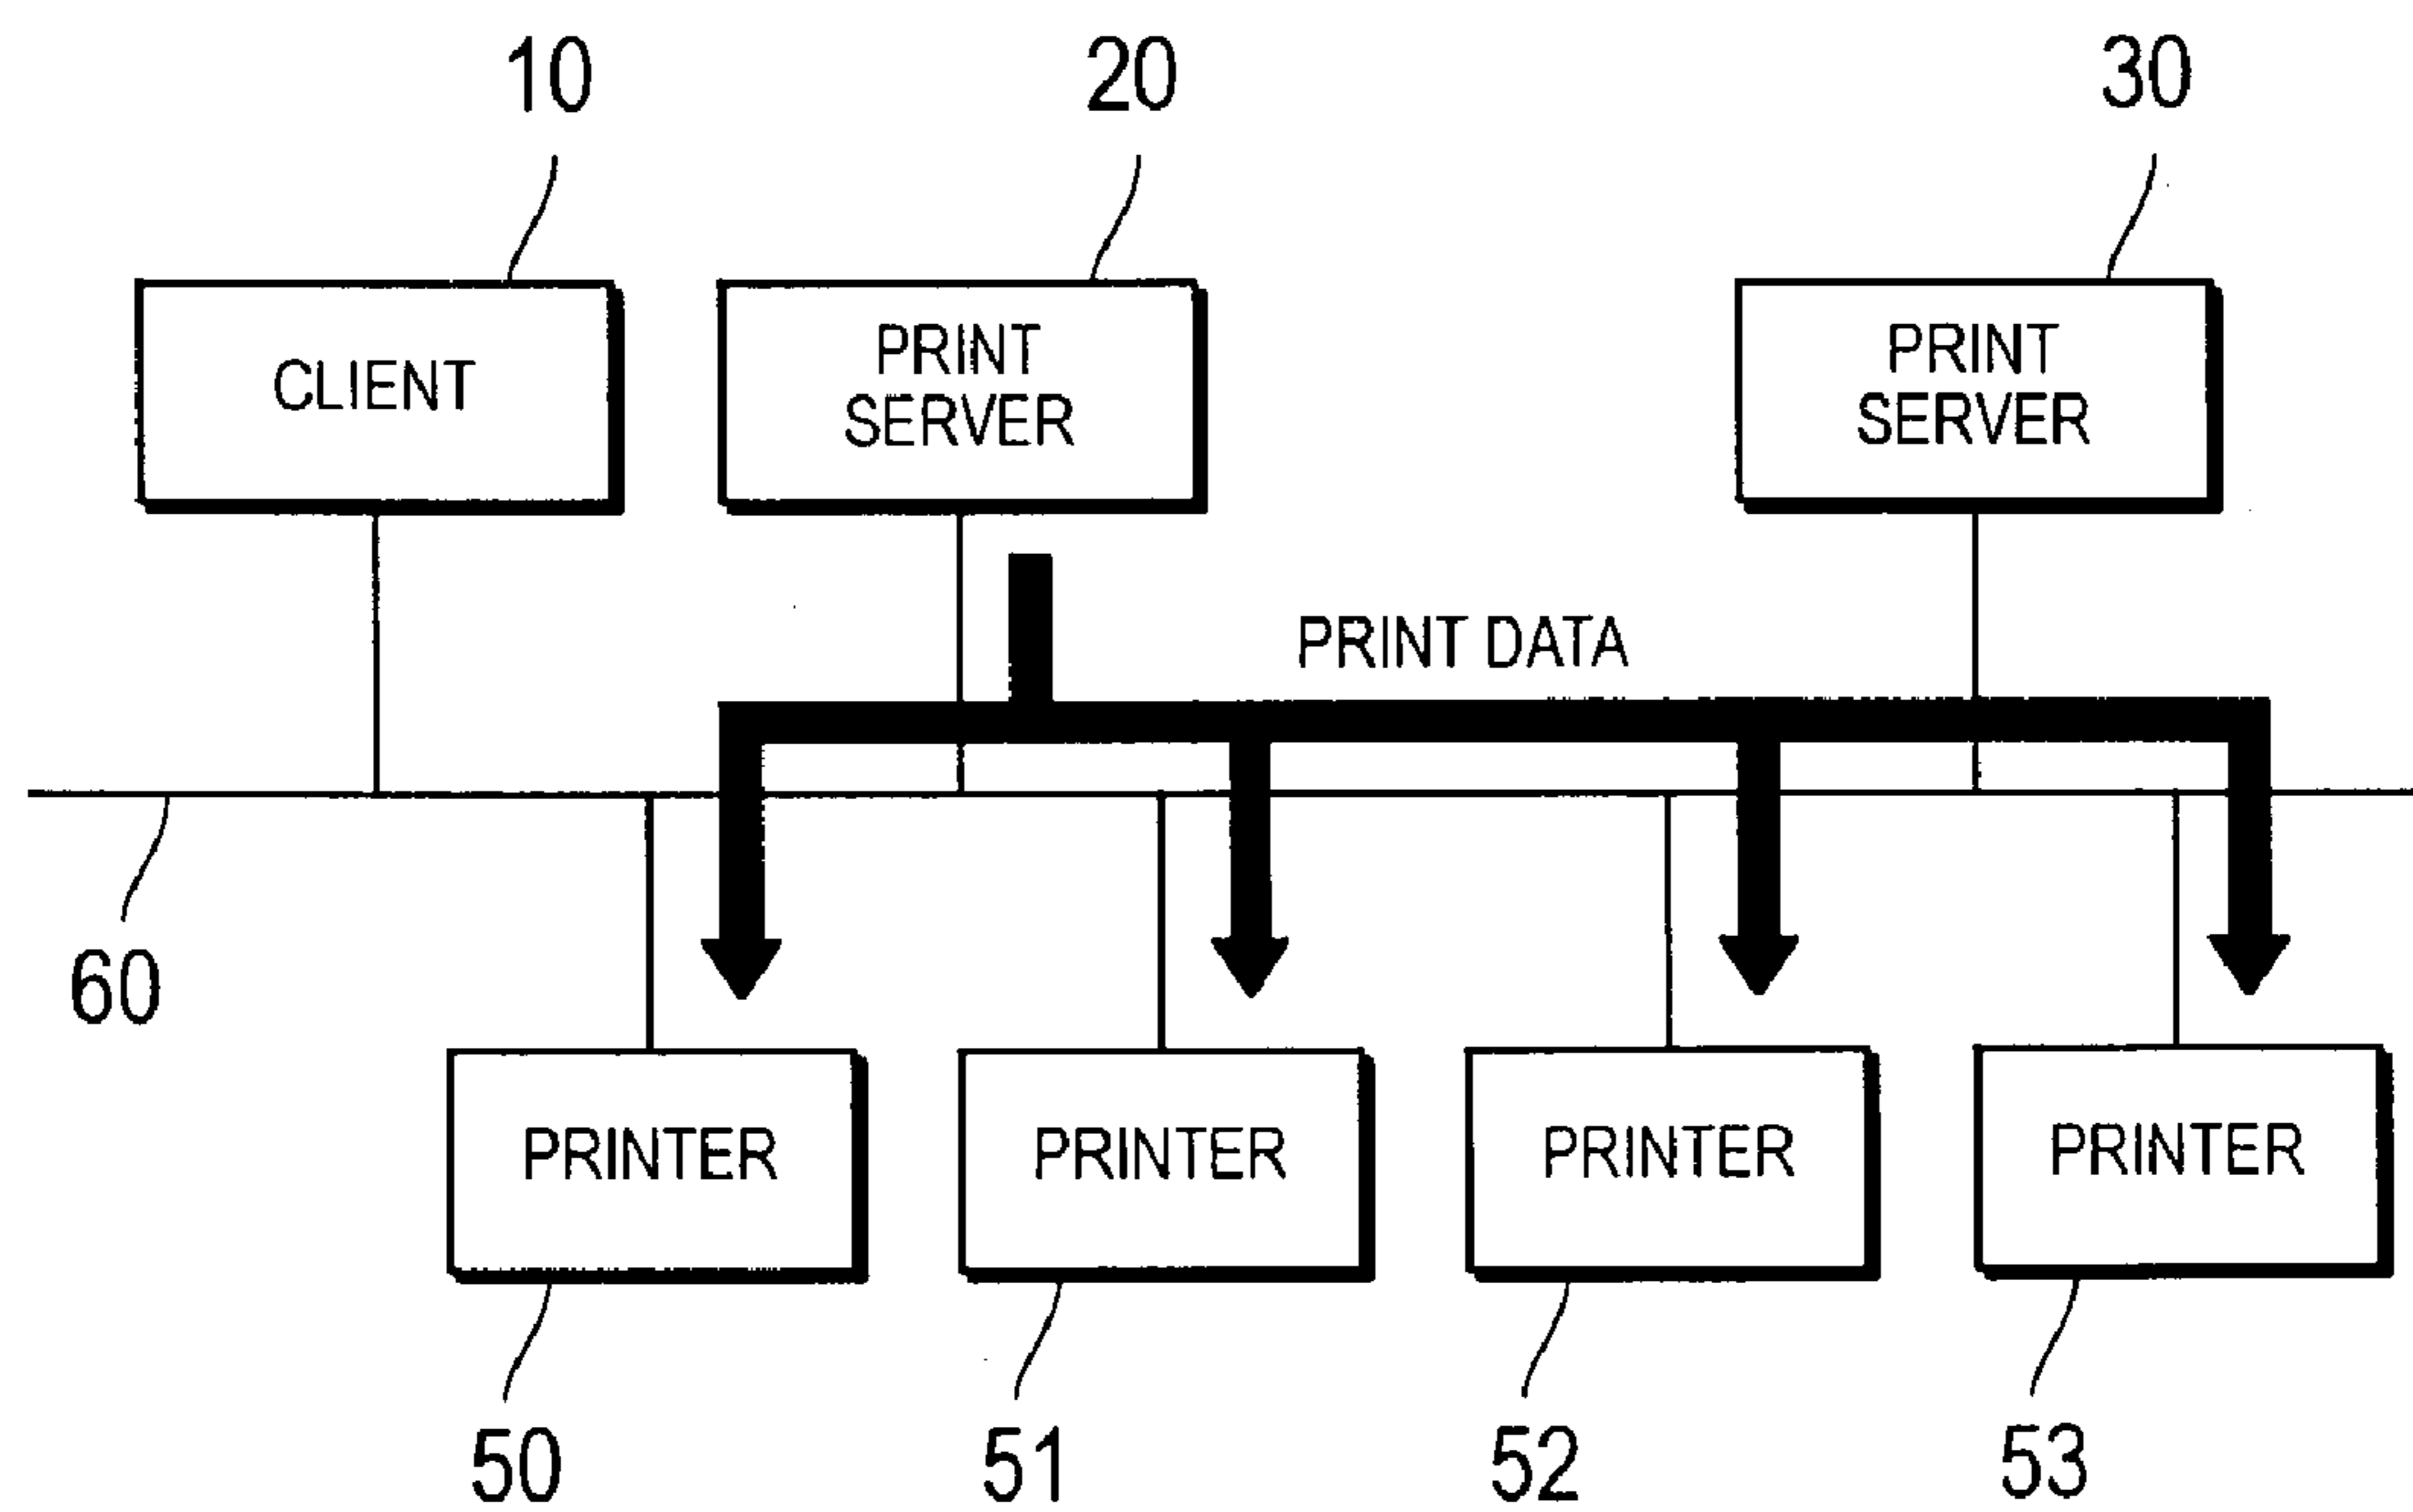 10
20
30
CLIENT
PRINT
SERVER
PRINT
SERVER
PRINT DATA
60
PRINTER
PRINTER
PRINTER
PRINTER
50
51
52
53